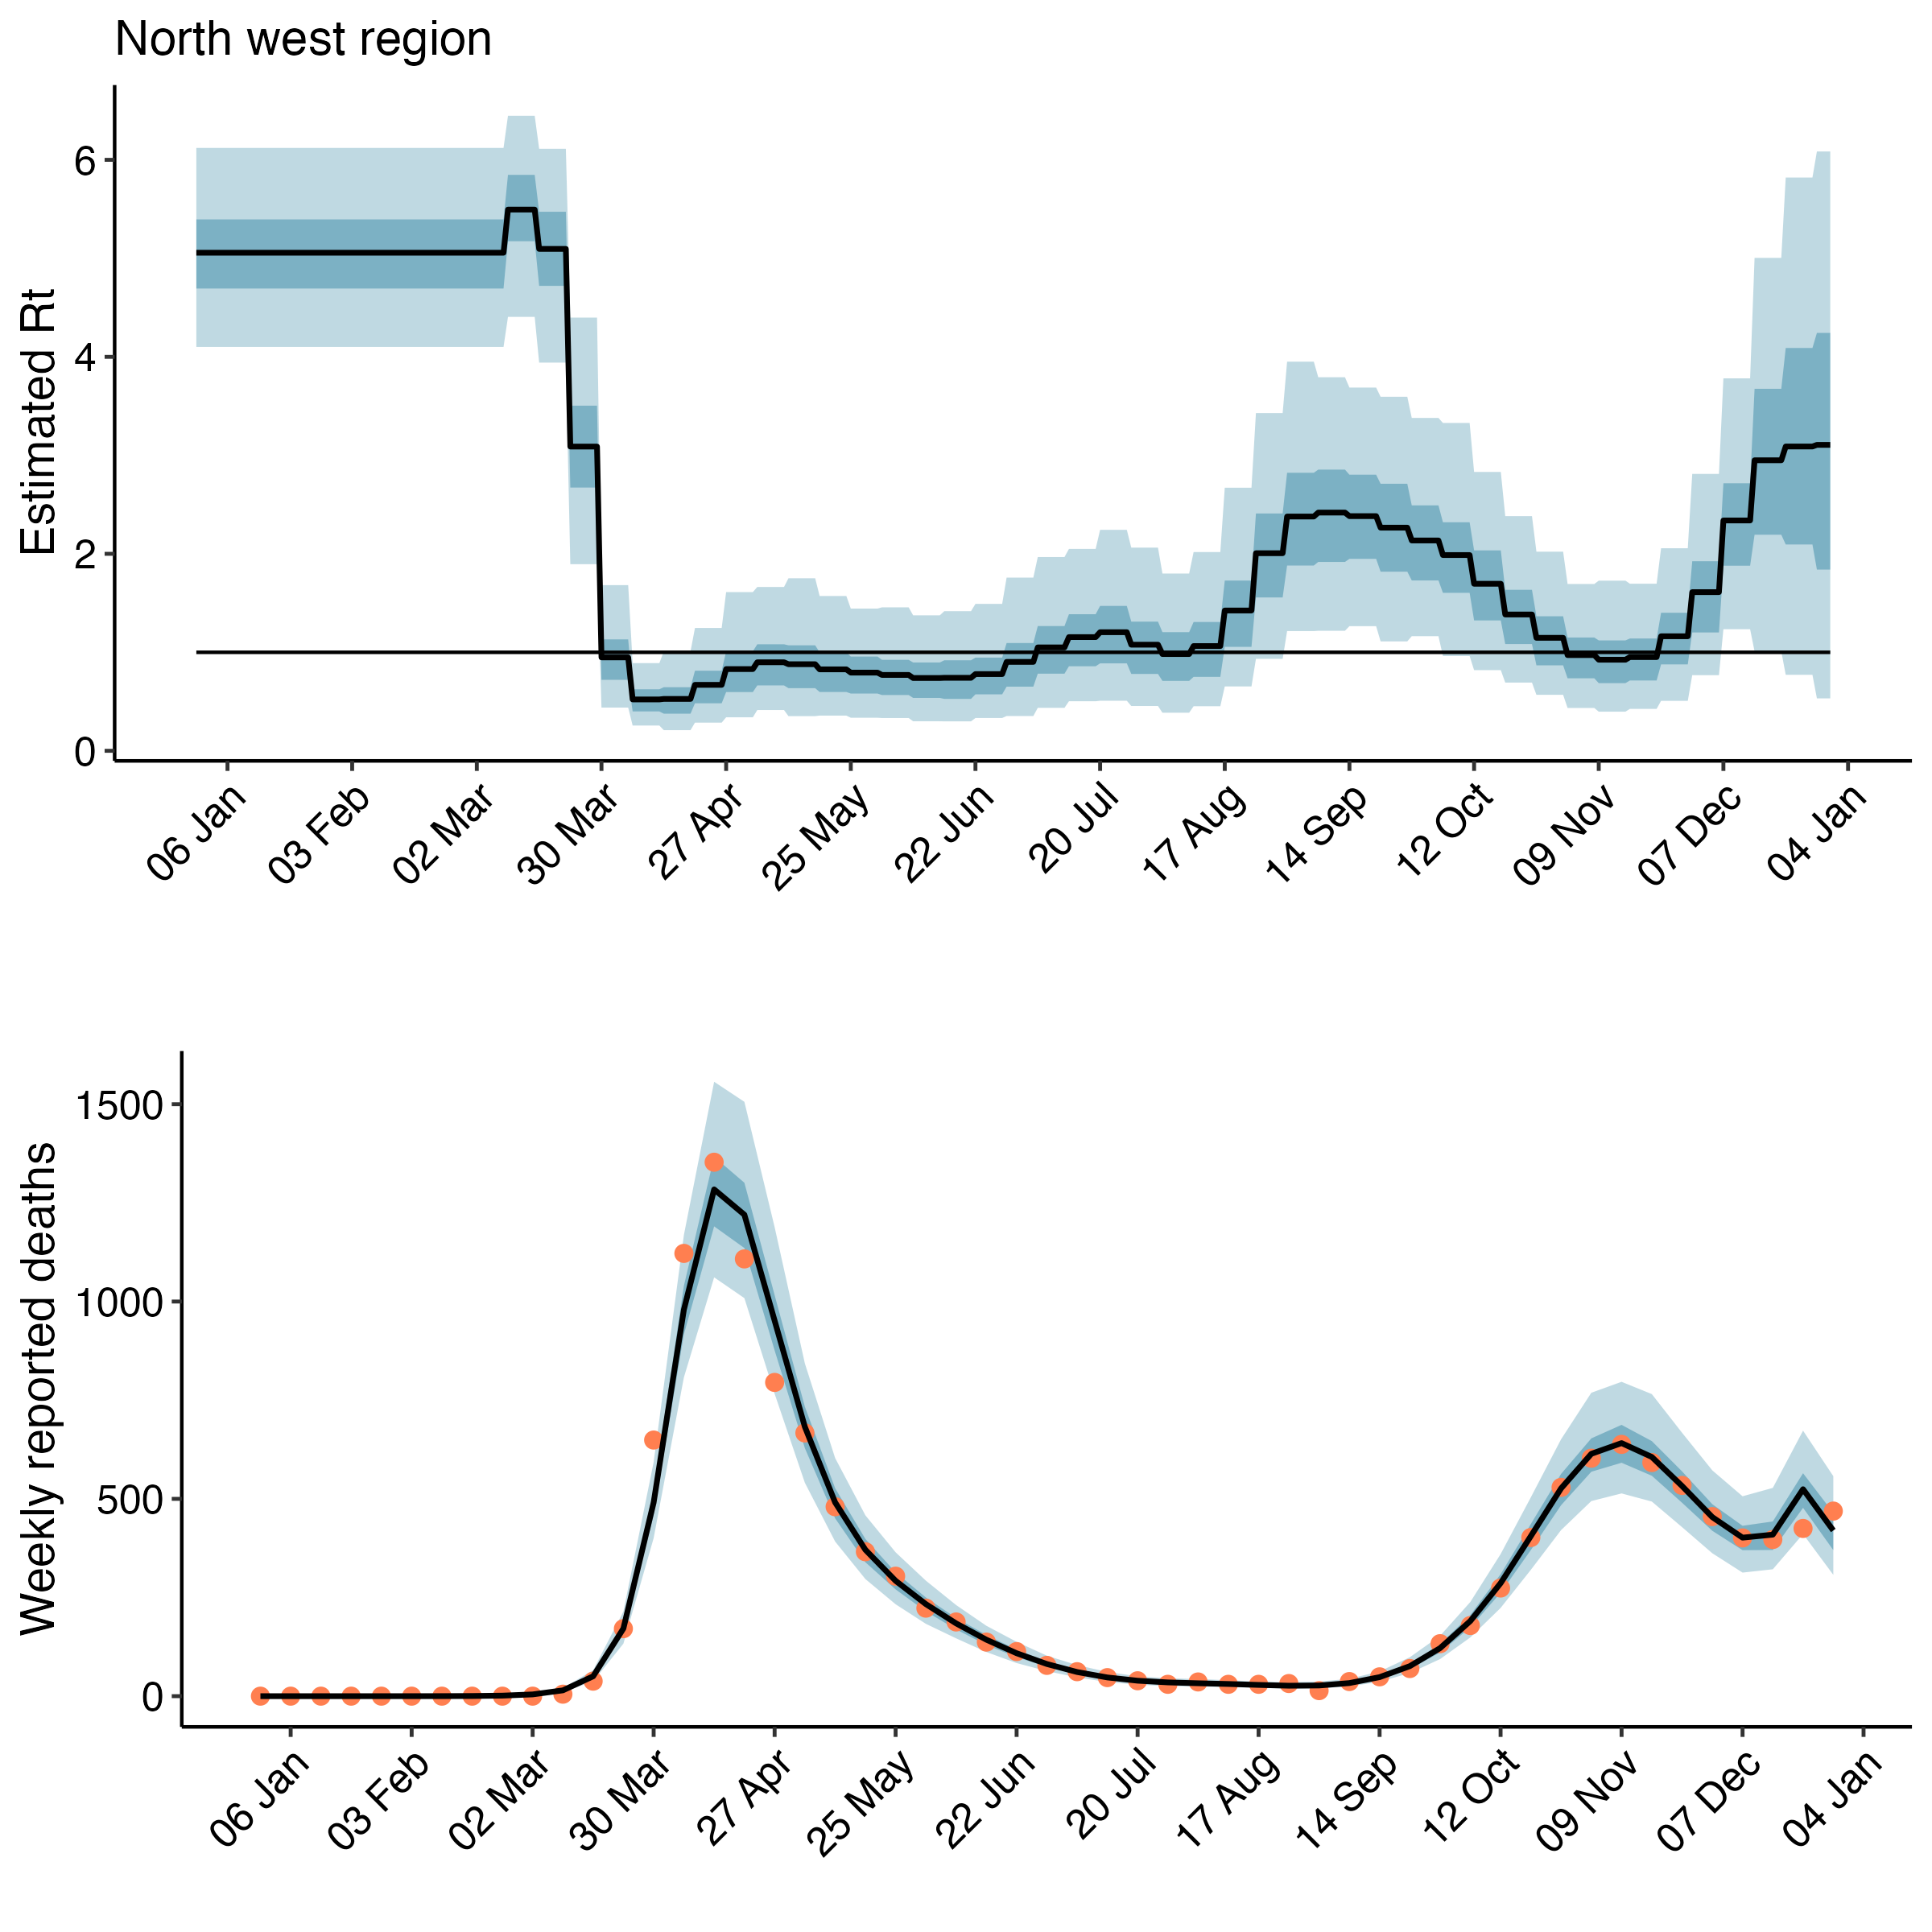 North west region
Estimated Rt
6
4
2
0
06 Jan
03 Feb
02 Mar
30 Mar
27 Apr
25 May
22 Jun
20 Jul
17 Aug
14 Sep
12 Oct
09 Nov
07 Dec
04 Jan
Weekly reported deaths
1500
1000
500
0
06 Jan
03 Feb
02 Mar
30 Mar
27 Apr
25 May
22 Jun
20 Jul
17 Aug
14 Sep
12 Oct
09 Nov
07 Dec
04 Jan